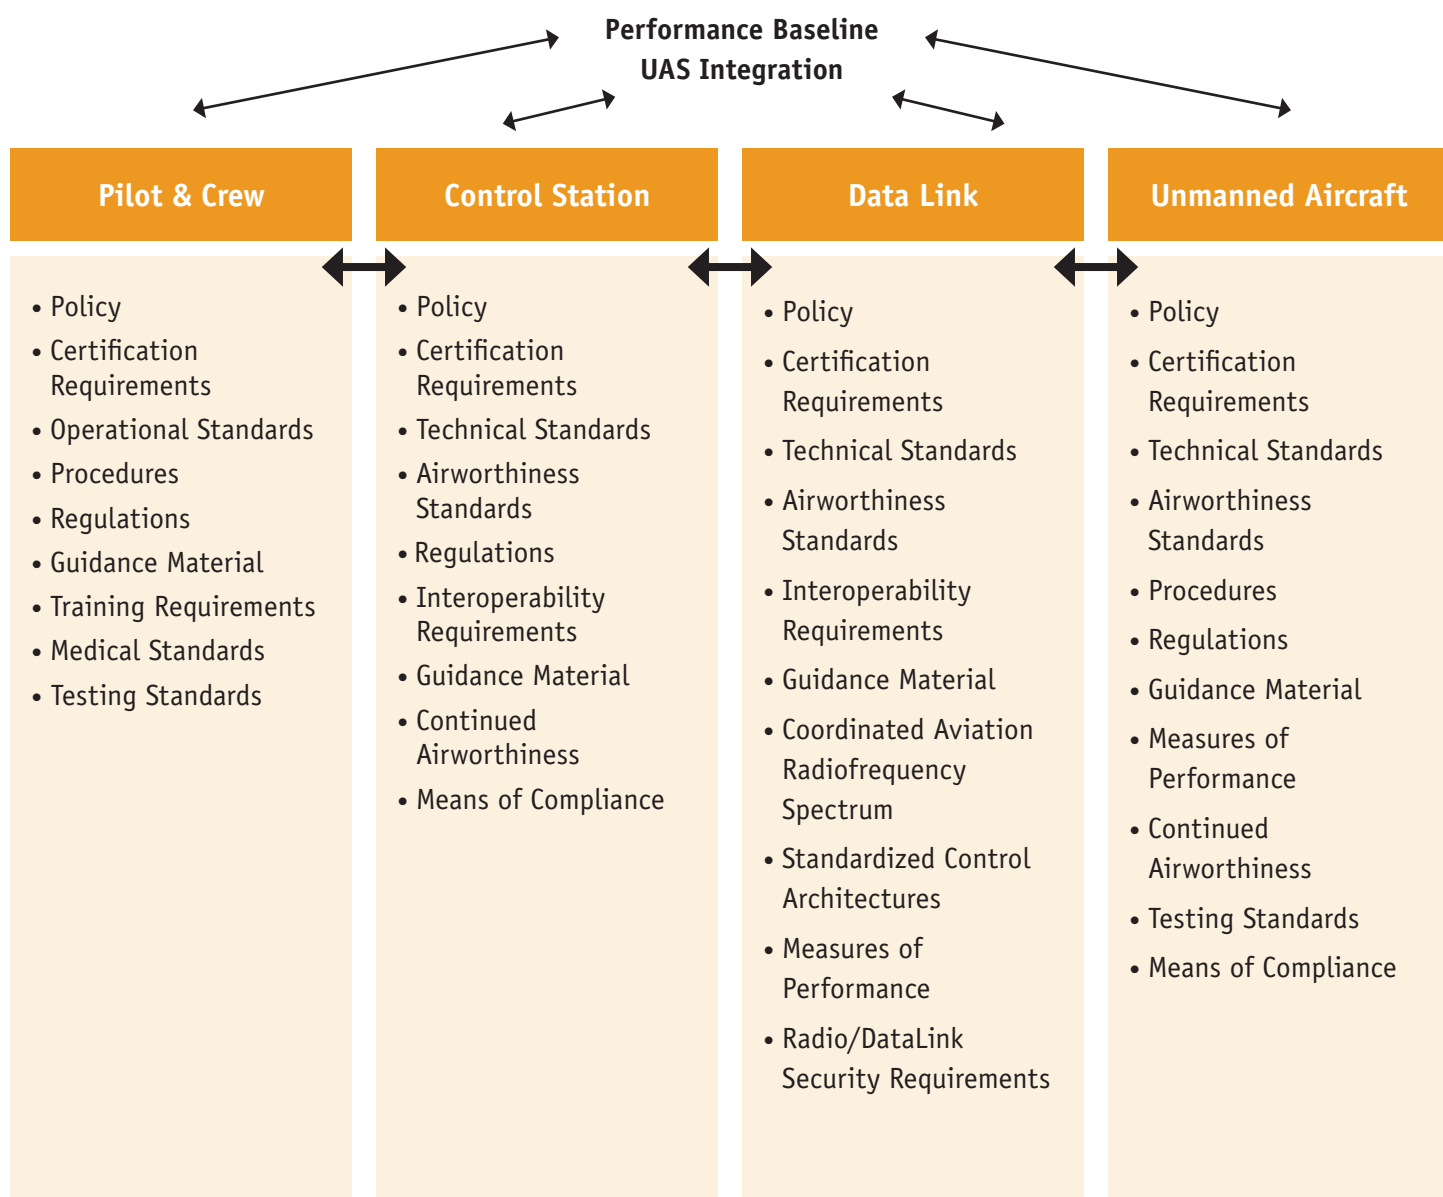 Performance Baseline
UAS Integration
Pilot & Crew
• Policy
• Certification
Requirements
• Operational Standards
• Procedures
• Regulations
• Guidance Material
• Training Requirements
• Medical Standards
• Testing Standards
Control Station
• Policy
• Certification
Requirements
• Technical Standards
• Airworthiness
Standards
• Regulations
• Interoperability
Requirements
• Guidance Material
• Continued
Airworthiness
• Means of Compliance
Data Link
• Policy
• Certification
Requirements
• Technical Standards
• Airworthiness
Standards
• Interoperability
Requirements
• Guidance Material
• Coordinated Aviation
Radiofrequency
Spectrum
• Standardized Control
Architectures
• Measures of
Performance
• Radio/DataLink
Security Requirements
Unmanned Aircraft
• Policy
• Certification
Requirements
• Technical Standards
• Airworthiness
Standards
• Procedures
• Regulations
• Guidance Material
• Measures of
Performance
• Continued
Airworthiness
• Testing Standards
• Means of Compliance